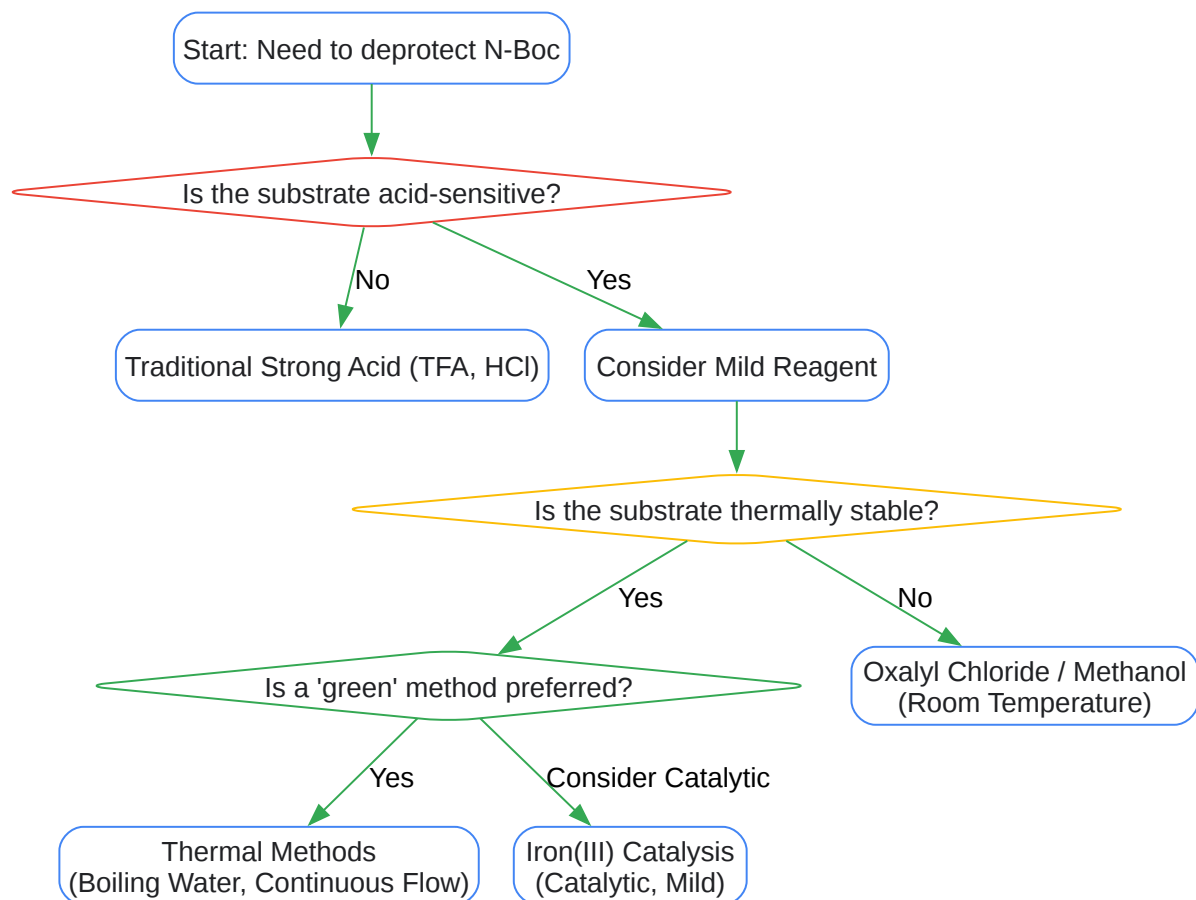 Start: Need to deprotect N-Boc
Is the substrate acid-sensitive?
No
Yes
Traditional Strong Acid (TFA, HCl)
Consider Mild Reagent
Is the substrate thermally stable?
Yes
No
Is a 'green' method preferred?
Oxalyl Chloride / Methanol
(Room Temperature)
Yes
Consider Catalytic
Thermal Methods
(Boiling Water, Continuous Flow)
Iron(III) Catalysis
(Catalytic, Mild)